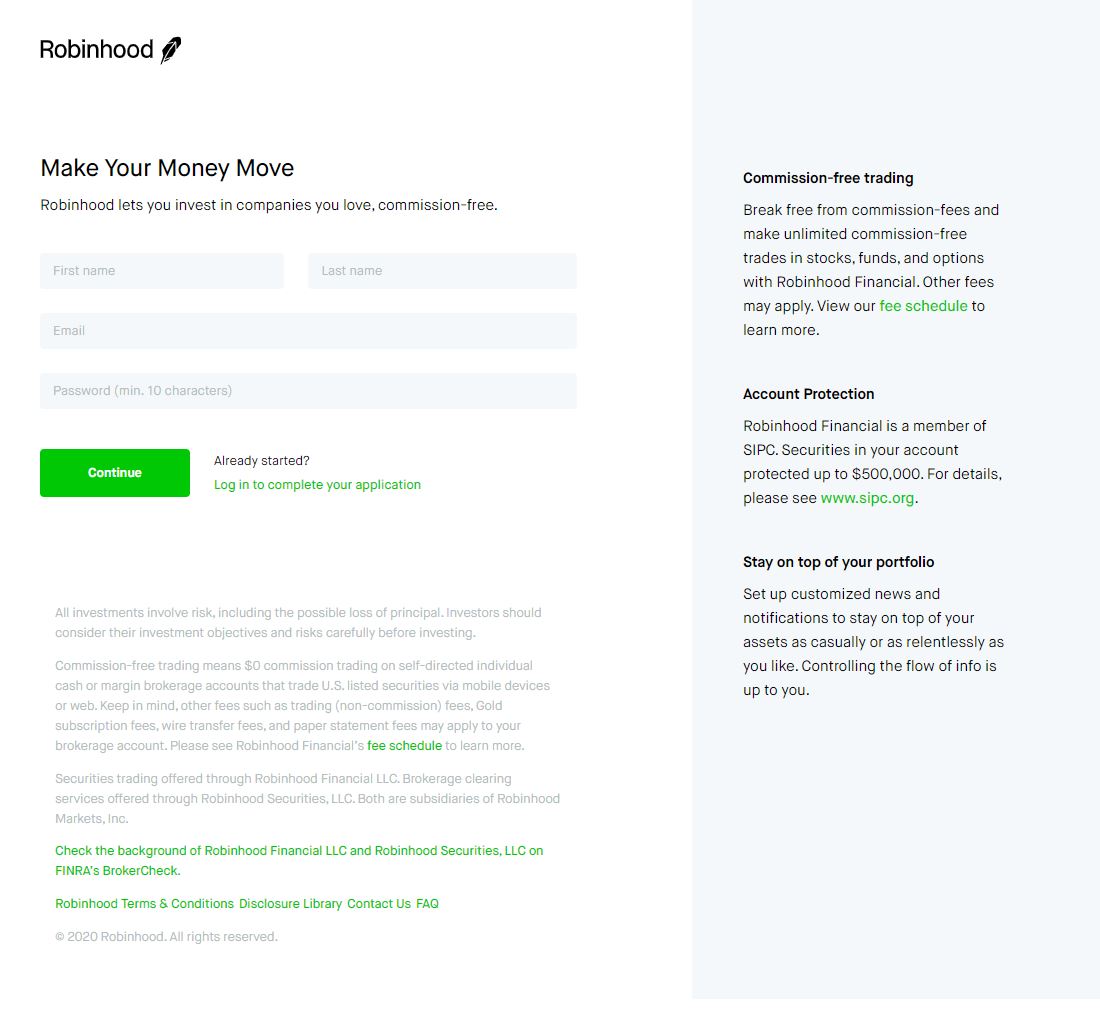 Robinhood
Make Your Money Move
Robinhood lets you invest in companies you love, commission-free.
First name
Last name
Email
Password (min. 10 characters)
Continue
Already started?
Log in to complete your application
All investments involve risk, including the possible loss of principal. Investors should
consider their investment objectives and risks carefully before investing.
Commission-free trading means $0 commission trading on self-directed individual
cash or margin brokerage accounts that trade U.S. listed securities via mobile devices
or web. Keep in mind, other fees such as trading (non-commission) fees, Gold
subscription fees, wire transfer fees, and paper statement fees may apply to your
brokerage account. Please see Robinhood Financial's fee schedule to learn more.
Securities trading offered through Robinhood Financial LLC. Brokerage clearing
services offered through Robinhood Securities, LLC. Both are subsidiaries of Robinhood
Markets, Inc.
Check the background of Robinhood Financial LLC and Robinhood Securities, LLC on
FINRA's BrokerCheck.
Robinhood Terms & Conditions Disclosure Library Contact Us FAQ
© 2020 Robinhood. All rights reserved.
Commission-free trading
Break free from commission-fees and
make unlimited commission-free
trades in stocks, funds, and options
with Robinhood Financial. Other fees
may apply. View our fee schedule to
learn more.
Account Protection
Robinhood Financial is a member of
SIPC. Securities in your account
protected up to $500,000. For details,
please see www.sipc.org.
Stay on top of your portfolio
Set up customized news and
notifications to stay on top of your
assets as casually or as relentlessly as
you like. Controlling the flow of info is
up to you.